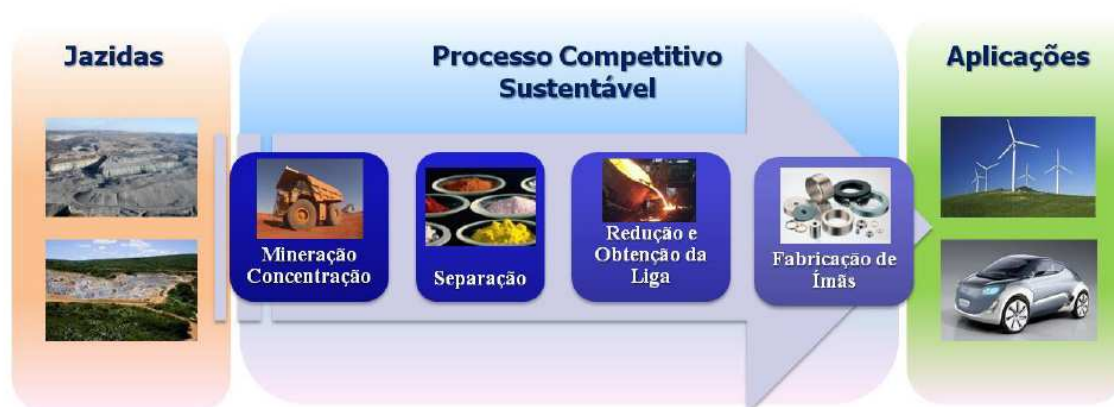 Jazidas
Processo Competitivo
Sustentável
Aplicações
Mineração
Concentração
Separação
Redução e
Obtenção da
Liga
Fabricação de
Ímãs